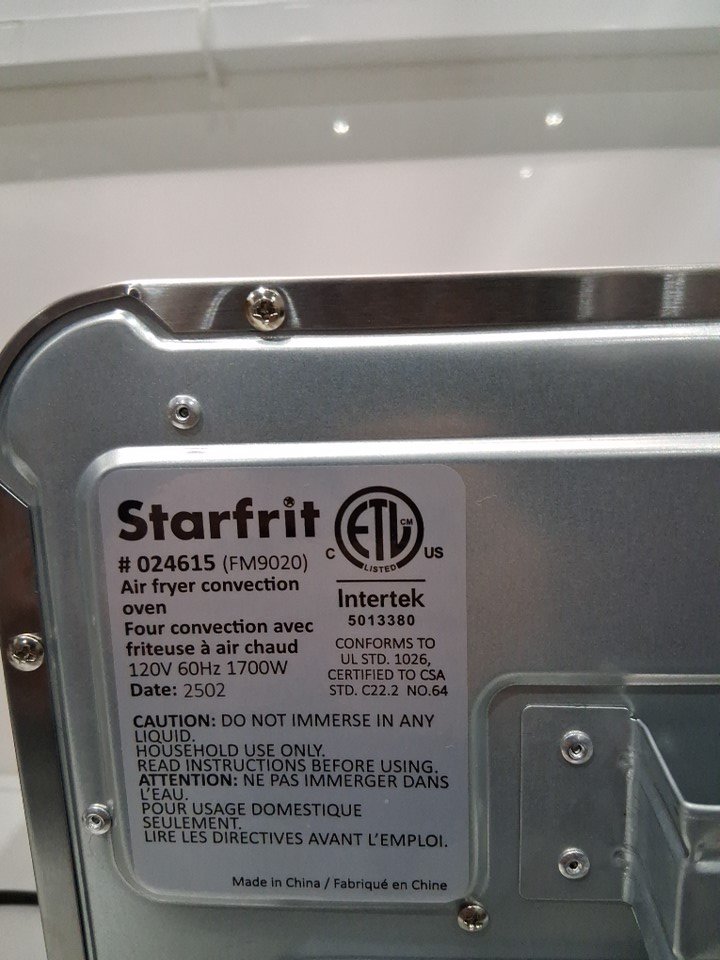 Starfrit
# 024615 (FM9020)
Air fryer convection
oven
Four convection avec
friteuse à air chaud
120V 60Hz 1700W
Date: 2502
ETL CM
LISTED
C US
Intertek
5013380
CONFORMS TO
UL STD. 1026,
CERTIFIED TO CSA
STD. C22.2 NO.64
CAUTION: DO NOT IMMERSE IN ANY
LIQUID.
HOUSEHOLD USE ONLY.
READ INSTRUCTIONS BEFORE USING.
ATTENTION: NE PAS IMMERGER DANS
L'EAU.
POUR USAGE DOMESTIQUE
SEULEMENT.
LIRE LES DIRECTIVES AVANT L'EMPLOI.
Made in China / Fabriqué en Chine